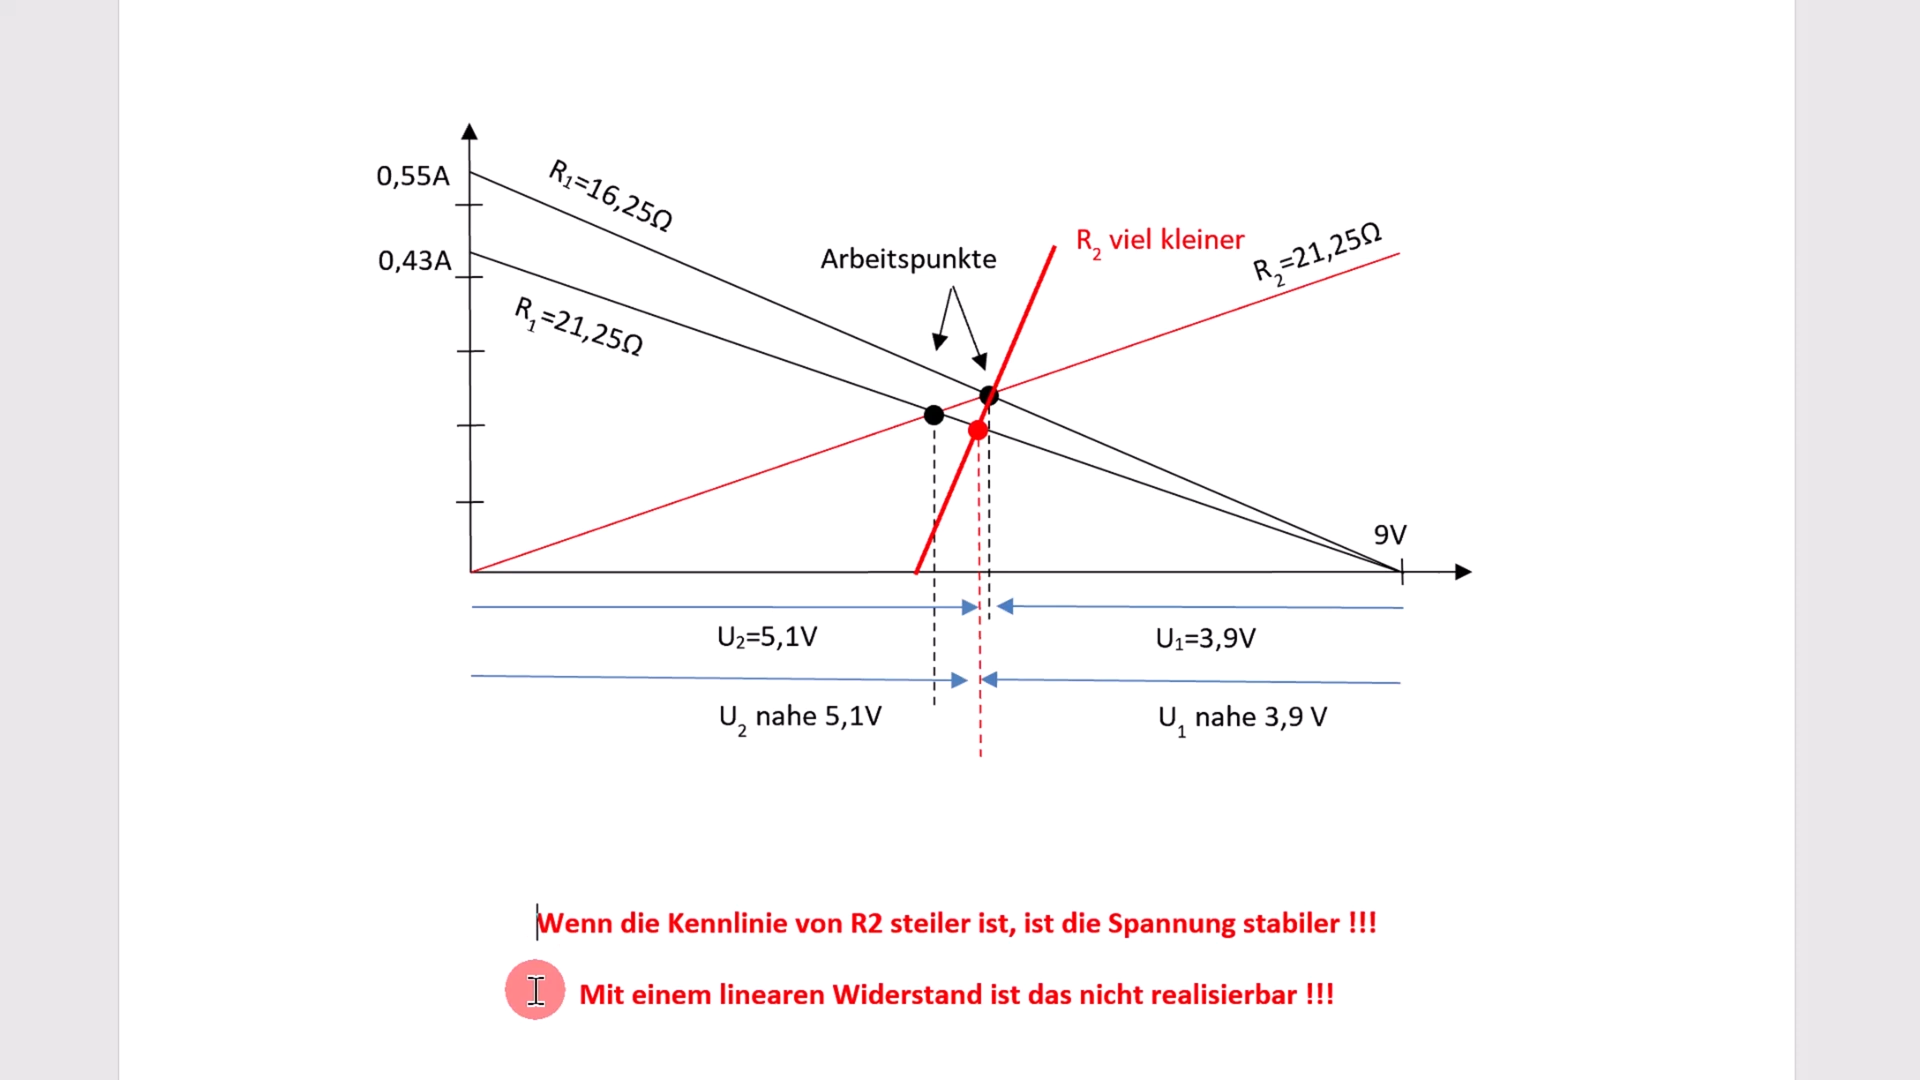 0,55A
R₁=16,25Ω
0,43A
R₁=21,25Ω
Arbeitspunkte
R₂ viel kleiner
R₂=21,25Ω
9V
U₂=5,1V
U₁=3,9V
U₂ nahe 5,1V
U₁ nahe 3,9 V
Wenn die Kennlinie von R2 steiler ist, ist die Spannung stabiler !!!
Mit einem linearen Widerstand ist das nicht realisierbar !!!